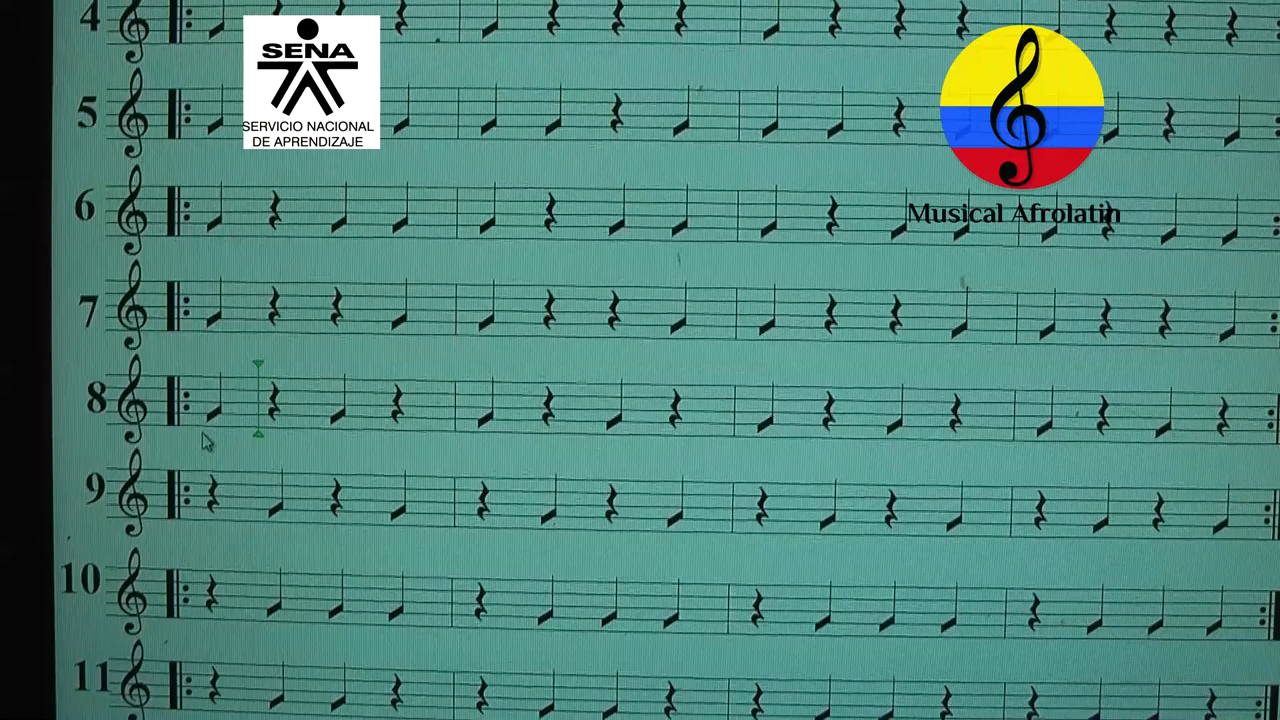 4
SENA
SERVICIO NACIONAL
DE APRENDIZAJE
5
6
Musical Afrolatin
7
8
9
10
11